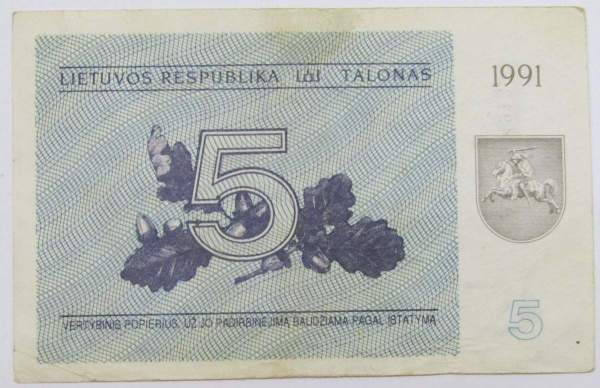 LIETUVOS RESPUBLIKA TALONAS
1991
5
VERTYBINIS POPIERIUS. UŽ JO PADIRBINĖJIMĄ BAUDŽIAMA PAGAL ĮSTATYMĄ
5